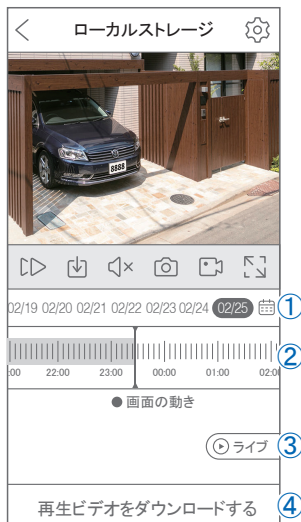 ローカルストレージ
8888
02/19 02/20 02/21 02/22 02/23 02/24 02/25 ①
②
:00 22:00 23:00 00:00 01:00 02:0
●画面の動き
ライブ ③
再生ビデオをダウンロードする ④